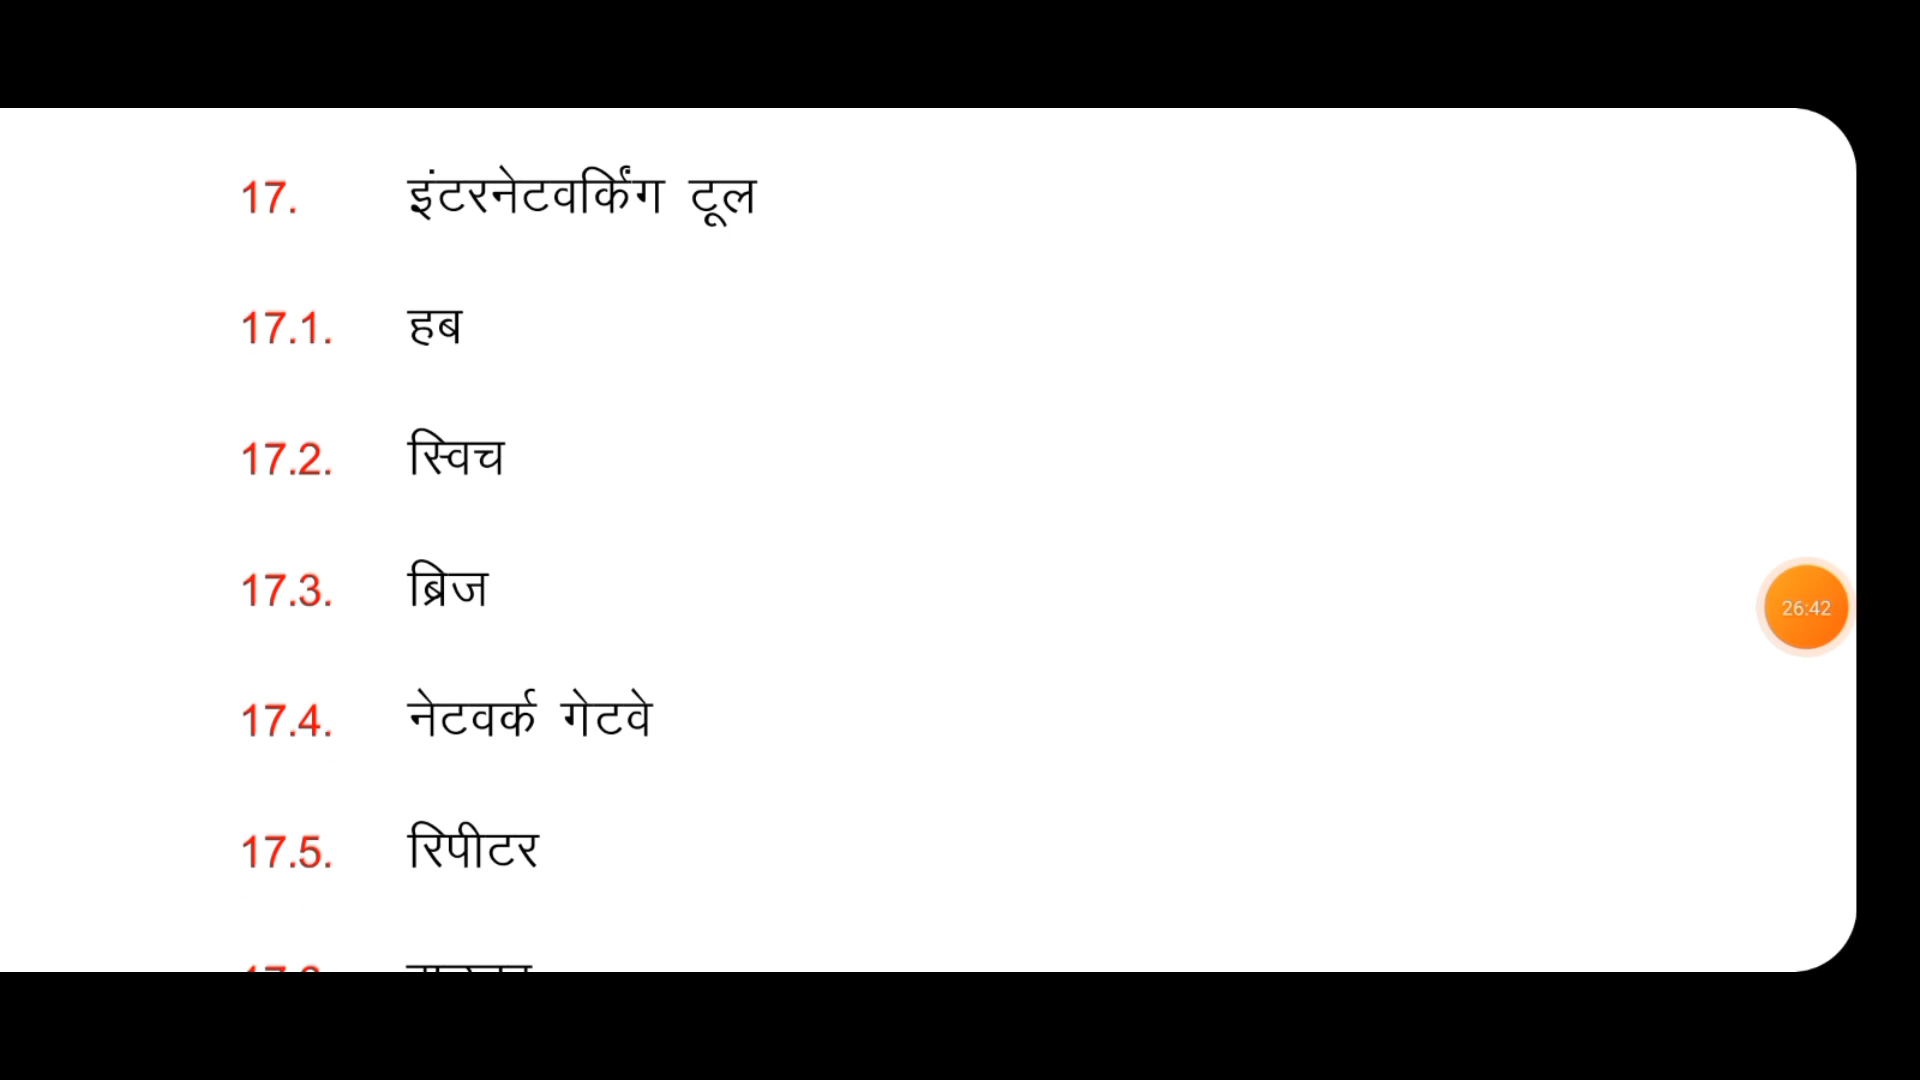 17. इंटरनेटवर्किंग टूल
17.1. हब
17.2. स्विच
17.3. ब्रिज
17.4. नेटवर्क गेटवे
26:42
17.5. रिपीटर